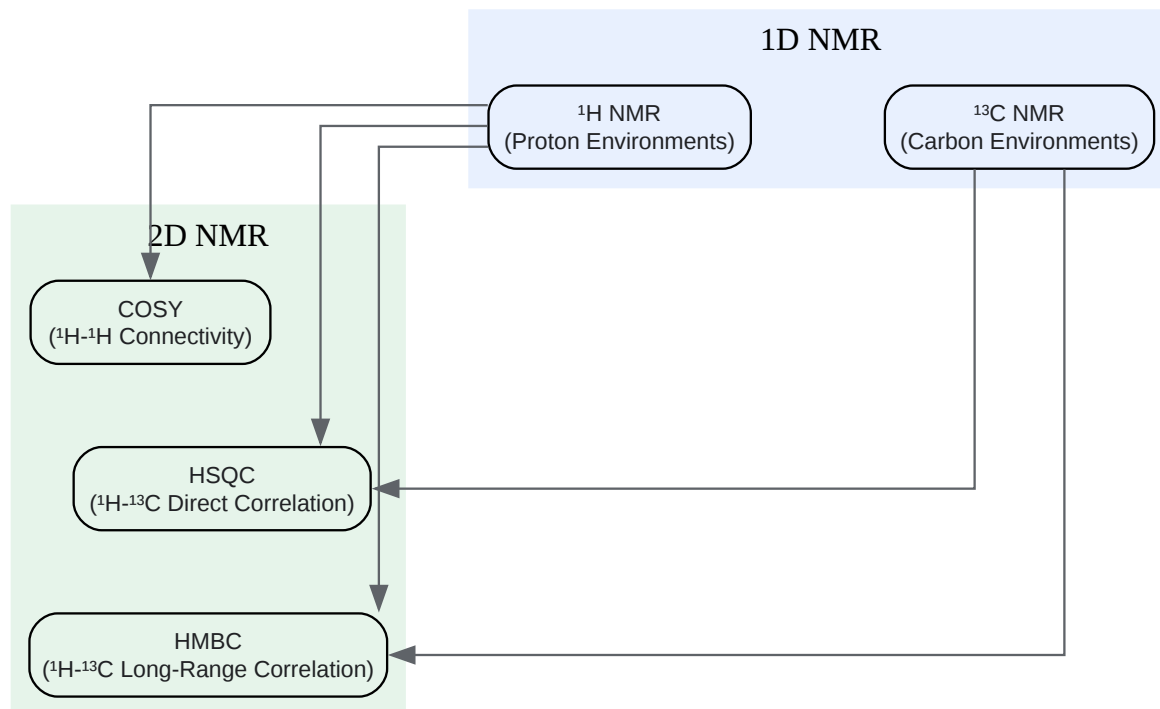 1D NMR
¹H NMR
(Proton Environments)
¹³C NMR
(Carbon Environments)
2D NMR
COSY
(¹H-¹H Connectivity)
HSQC
(¹H-¹³C Direct Correlation)
HMBC
(¹H-¹³C Long-Range Correlation)